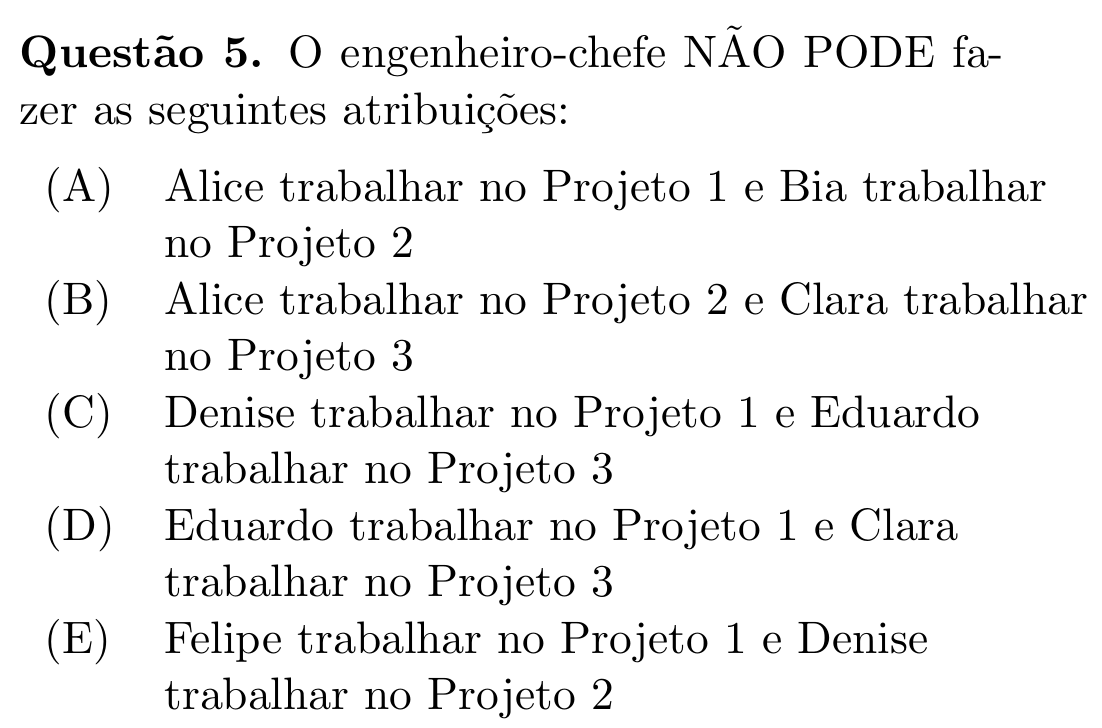 Questão 5. O engenheiro-chefe NÃO PODE fa-
zer as seguintes atribuições:
(A) Alice trabalhar no Projeto 1 e Bia trabalhar
no Projeto 2
(B) Alice trabalhar no Projeto 2 e Clara trabalhar
no Projeto 3
(C) Denise trabalhar no Projeto 1 e Eduardo
trabalhar no Projeto 3
(D) Eduardo trabalhar no Projeto 1 e Clara
trabalhar no Projeto 3
(E) Felipe trabalhar no Projeto 1 e Denise
trabalhar no Projeto 2